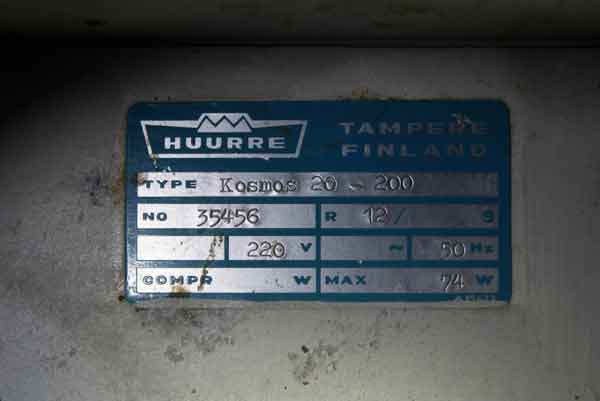 HUURRE
TAMPERE
FINLAND
TYPE Kosmos 20 - 200
NO 35456 R 12/ g
220 V ~ 50 Hz
COMPR W MAX 74 W